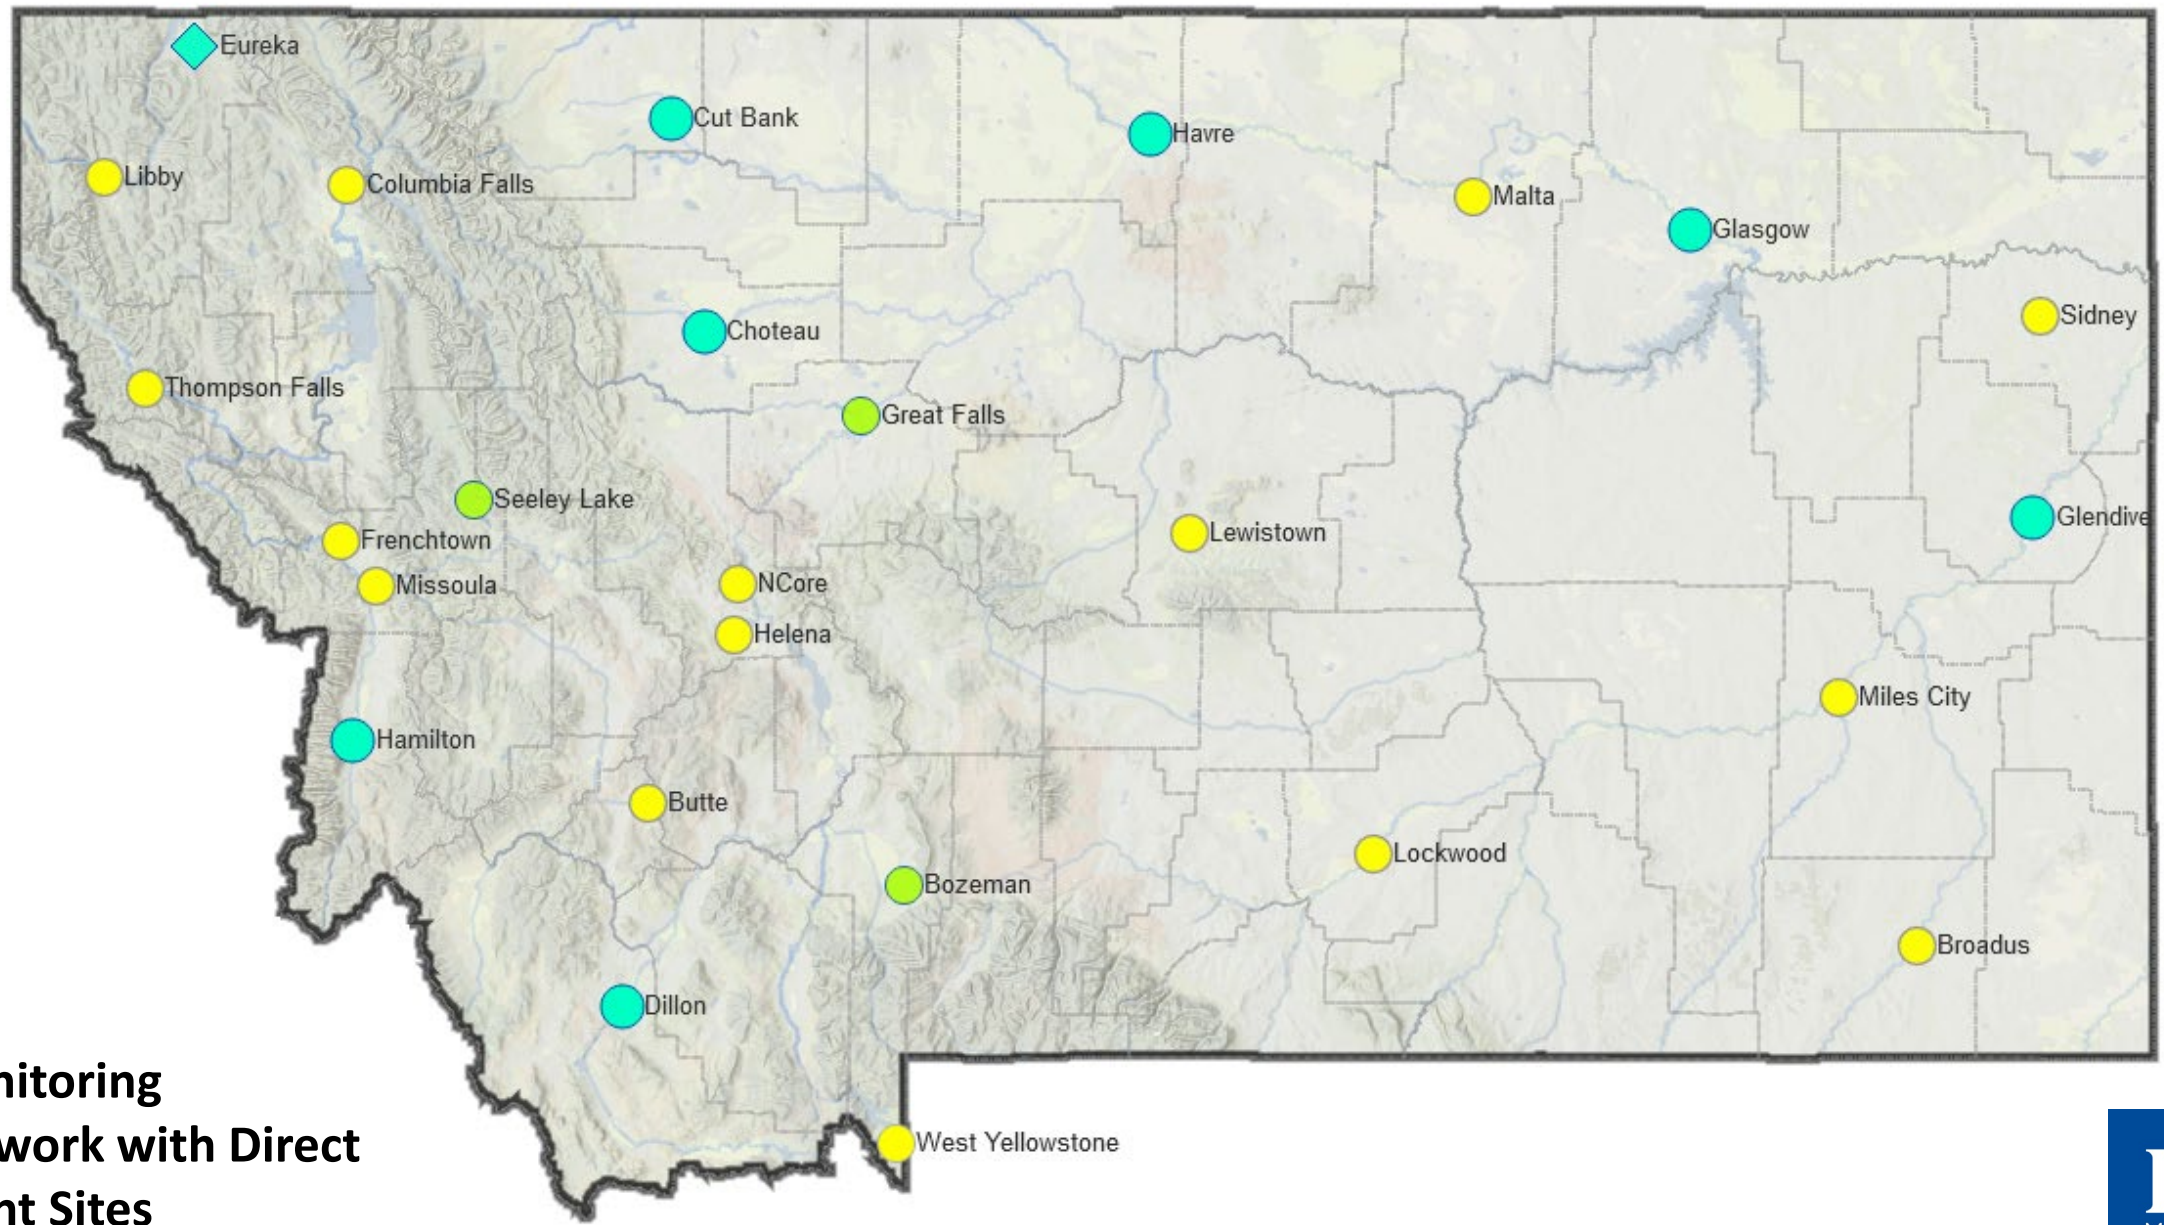 Eureka
Cut Bank
Havre
Libby
Columbia Falls
Malta
Glasgow
Sidney
Choteau
Thompson Falls
Great Falls
Seeley Lake
Glendive
Lewistown
Frenchtown
Missoula
NCore
Helena
Miles City
Hamilton
Butte
Lockwood
Bozeman
Broadus
Dillon
West Yellowstone
nitoring
work with Direct
nt Sites